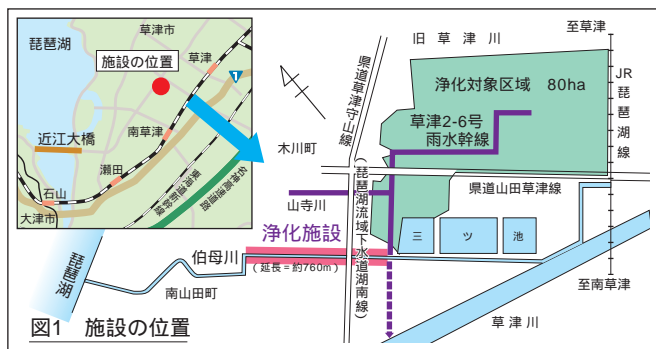 琵琶湖
草津市
草津
施設の位置
1
近江大橋
南草津
瀬田
石山
大津市
東海道新幹線
名神高速道路
至草津
旧草津川
JR琵琶湖線
県道草津守山線
浄化対象区域 80ha
草津2-6号
雨水幹線
木川町
(琵琶湖流域下水道湖南線)
県道山田草津線
山寺川
浄化施設
三ツ池
伯母川
(延長=約760m)
琵琶湖
南山田町
至南草津
草津川
図1 施設の位置